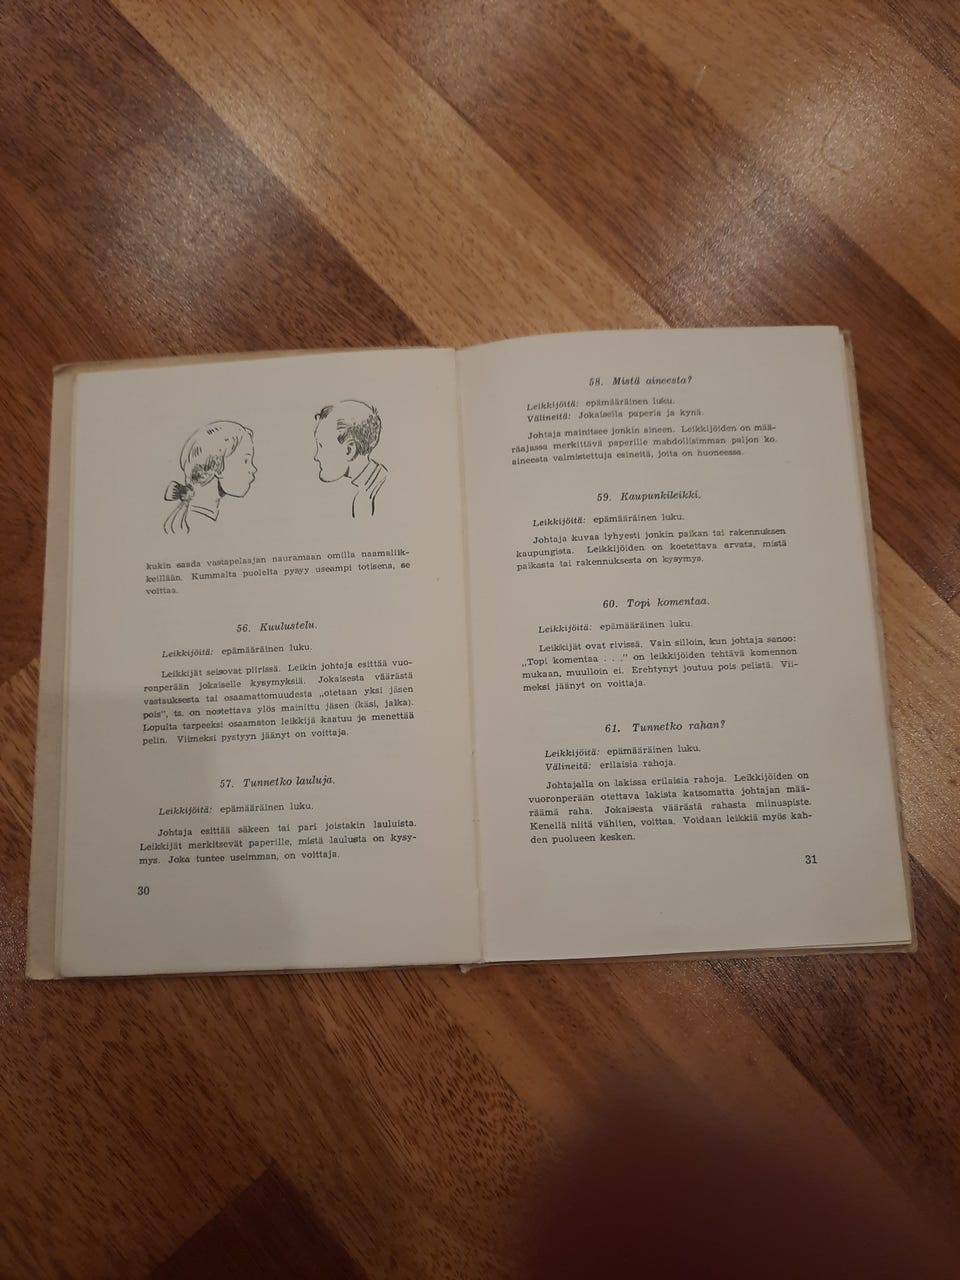 kukin saada vastapelaajan nauramaan omilla naamaliik-
keillään. Kummalta puolelta pysyy useampi totisena, se
voittaa.
56. Kuulustelu.
Leikkijöitä: epämääräinen luku.
Leikkijät seisovat piirissä. Leikin johtaja esittää vuo-
ronperään jokaiselle kysymyksiä. Jokaisesta väärästä
vastauksesta tai osaamattomuudesta „otetaan yksi jäsen
pois", ts. on nostettava ylös mainittu jäsen (käsi, jalka).
Lopulta tarpeeksi osaamaton leikkijä kaatuu ja menettää
pelin. Viimeksi pystyyn jäänyt on voittaja.
57. Tunnetko lauluja.
Leikkijöitä: epämääräinen luku.
Johtaja esittää säkeen tai pari joistakin lauluista.
Leikkijät merkitsevät paperille, mistä laulusta on kysy-
mys. Joka tuntee useimman, on voittaja.
30
58. Mistä aineesta?
Leikkijöitä: epämääräinen luku.
Välineitä: Jokaisella paperia ja kynä.
Johtaja mainitsee jonkin aineen. Leikkijöiden on mää-
räajassa merkittävä paperille mahdollisimman paljon ko.
aineesta valmistettuja esineitä, joita on huoneessa.
59. Kaupunkileikki.
Leikkijöitä: epämääräinen luku.
Johtaja kuvaa lyhyesti jonkin paikan tai rakennuksen
kaupungista. Leikkijöiden on koetettava arvata, mistä
paikasta tai rakennuksesta on kysymys.
60. Topi komentaa.
Leikkijöitä: epämääräinen luku.
Leikkijät ovat rivissä. Vain silloin, kun johtaja sanoo:
„Topi komentaa . . ." on leikkijöiden tehtävä komennon
mukaan, muulloin ei. Erehtynyt joutuu pois pelistä. Vii-
meksi jäänyt on voittaja.
61. Tunnetko rahan?
Leikkijöitä: epämääräinen luku.
Välineitä: erilaisia rahoja.
Johtajalla on lakissa erilaisia rahoja. Leikkijöiden on
vuoronperään otettava lakista katsomatta johtajan mää-
räämä raha. Jokaisesta väärästä rahasta miinuspiste.
Kenellä niitä vähiten, voittaa. Voidaan leikkiä myös kah-
den puolueen kesken.
31